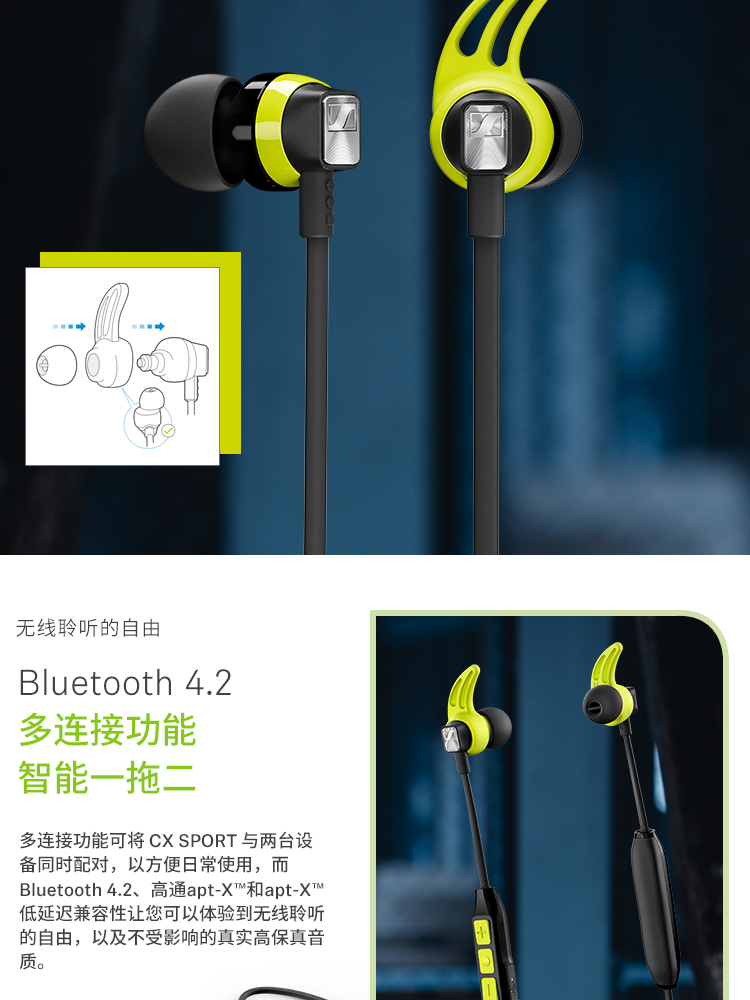 无线聆听的自由
Bluetooth 4.2
多连接功能
智能一拖二
多连接功能可将 CX SPORT 与两台设
备同时配对，以方便日常使用，而
Bluetooth 4.2、高通apt-X™和apt-X™
低延迟兼容性让您可以体验到无线聆听
的自由，以及不受影响的真实高保真音
质。